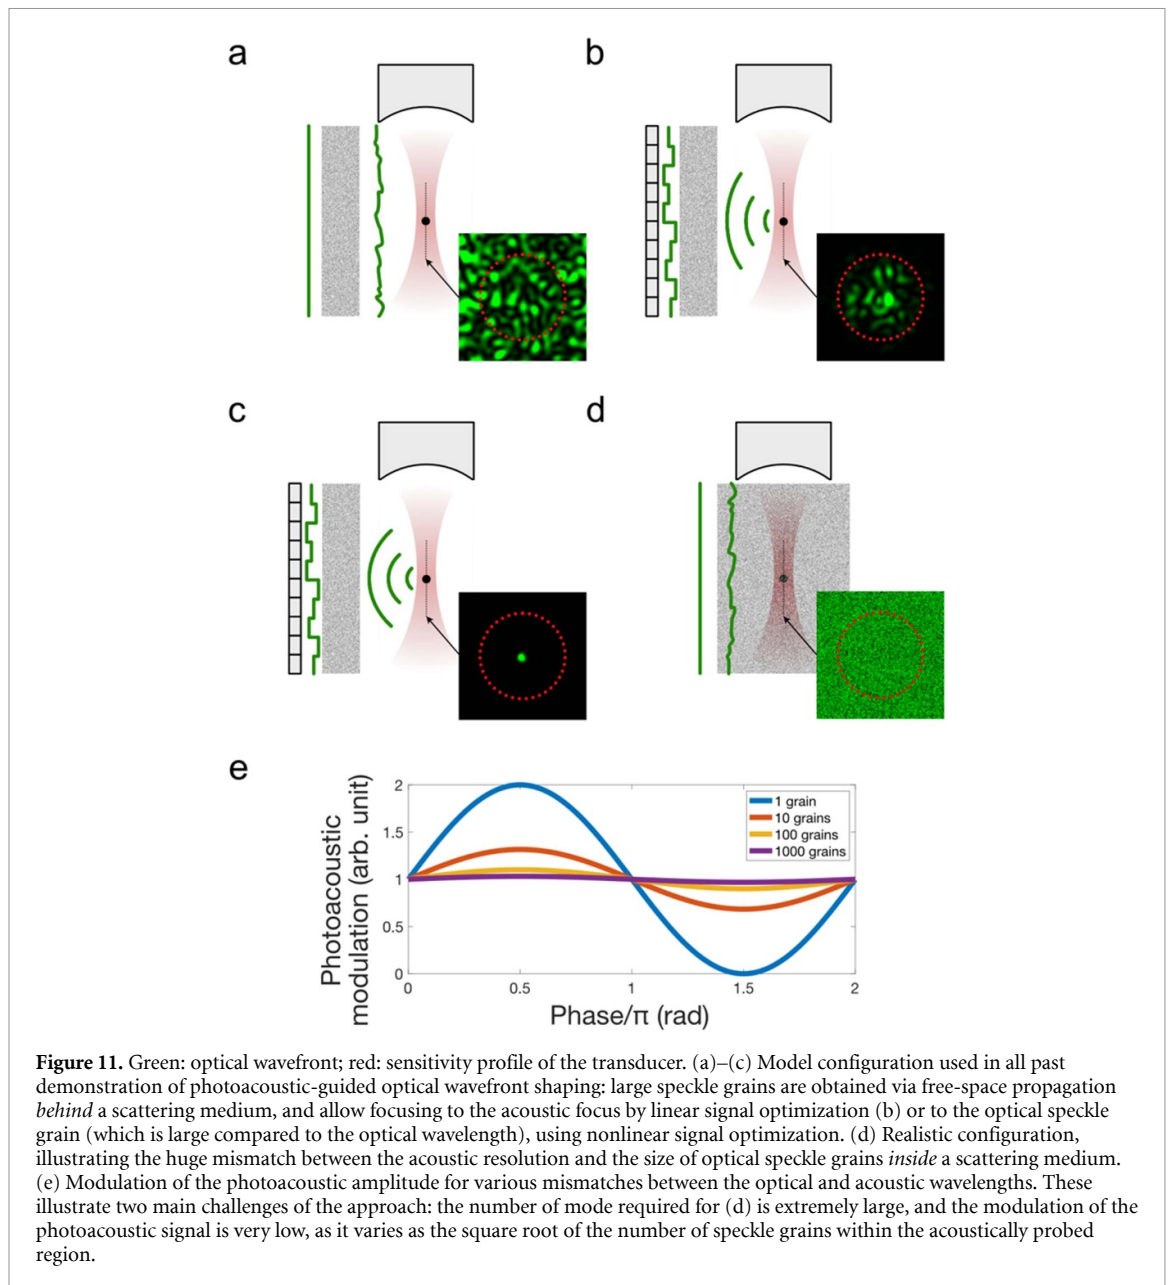 a
b
c
d
e
Photoacoustic
modulation (arb. unit)
2
1.5
1
0.5
0
1 grain
10 grains
100 grains
1000 grains
0
0.5
1
1.5
2
Phase/π (rad)
Figure 11. Green: optical wavefront; red: sensitivity profile of the transducer. (a)–(c) Model configuration used in all past
demonstration of photoacoustic-guided optical wavefront shaping: large speckle grains are obtained via free-space propagation
behind a scattering medium, and allow focusing to the acoustic focus by linear signal optimization (b) or to the optical speckle
grain (which is large compared to the optical wavelength), using nonlinear signal optimization. (d) Realistic configuration,
illustrating the huge mismatch between the acoustic resolution and the size of optical speckle grains inside a scattering medium.
(e) Modulation of the photoacoustic amplitude for various mismatches between the optical and acoustic wavelengths. These
illustrate two main challenges of the approach: the number of mode required for (d) is extremely large, and the modulation of the
photoacoustic signal is very low, as it varies as the square root of the number of speckle grains within the acoustically probed
region.